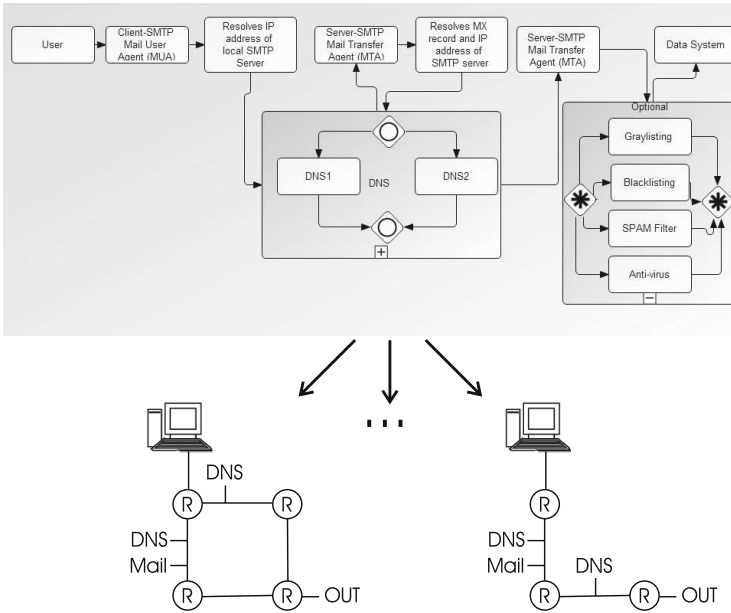 User
Client-SMTP
Mail User
Agent (MUA)
Resolves IP
address of
local SMTP
Server
Server-SMTP
Mail Transfer
Agent (MTA)
Resolves MX
record and IP
address of
SMTP server
Server-SMTP
Mail Transfer
Agent (MTA)
Data System
DNS1
DNS
DNS2
Optional
Graylisting
Blacklisting
SPAM Filter
Anti-virus
...
DNS
R
R
DNS
Mail
R
R
OUT
R
DNS
Mail
DNS
R
R
OUT